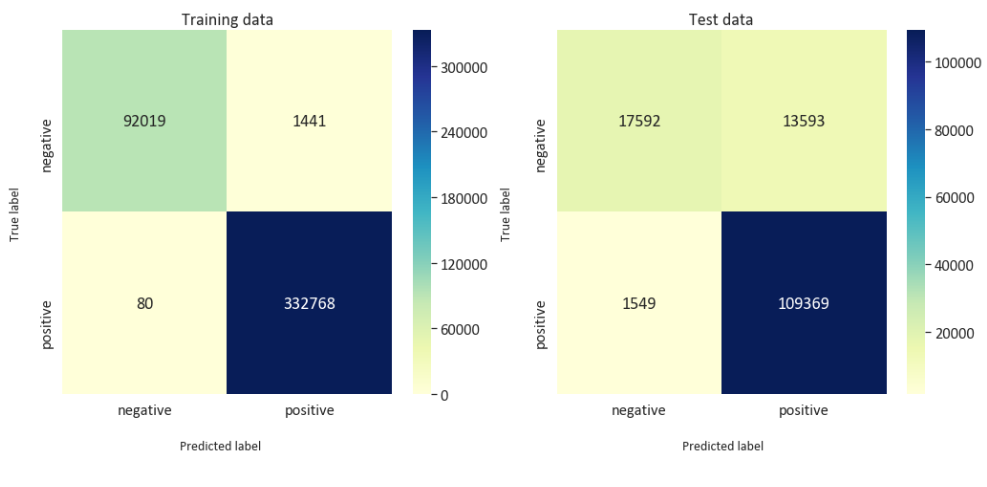 Training data
negative
positive
True label
92019 1441
80 332768
negative positive
Predicted label
300000
240000
180000
120000
60000
0
Test data
negative
positive
True label
17592 13593
1549 109369
negative positive
Predicted label
100000
80000
60000
40000
20000